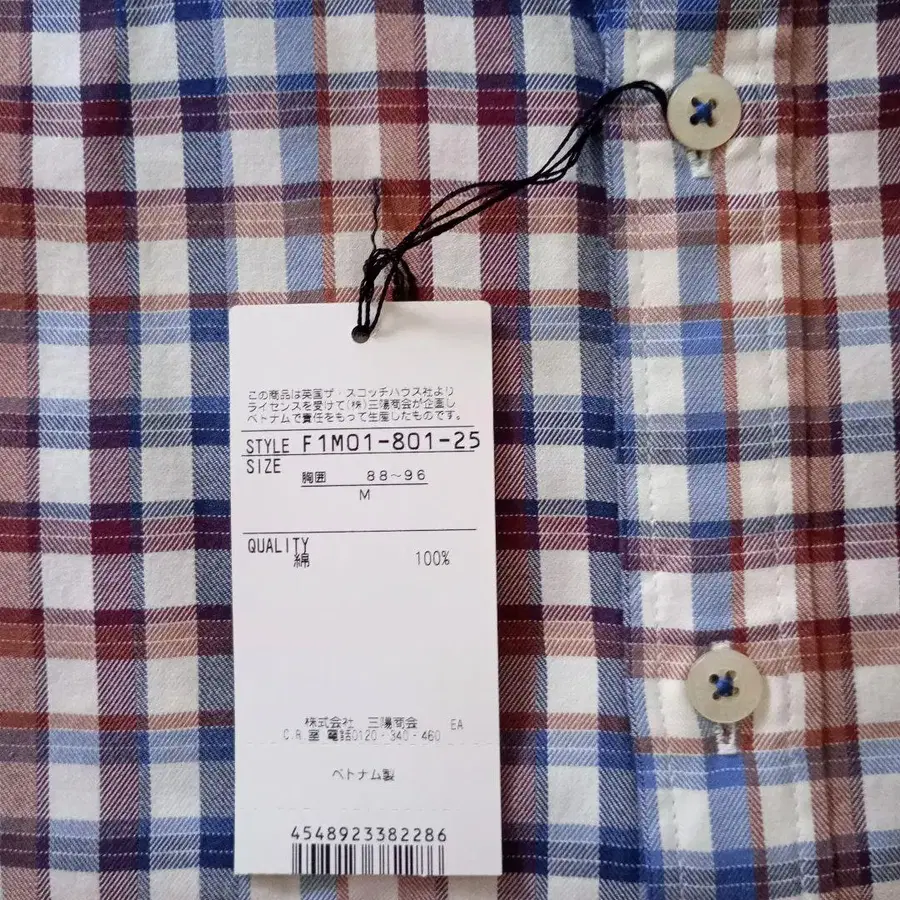 この商品は英国ザ・スコッチハウス社より
ライセンスを受けて(株)三陽商会が企画し
ベトナムで責任をもって生産したものです。
STYLE F1M01-801-25
SIZE
胸囲 88~96
M
QUALITY
綿 100%
株式会社 三陽商会 EA
C.R.室 電話0120-340-460
ベトナム製
4548923382286